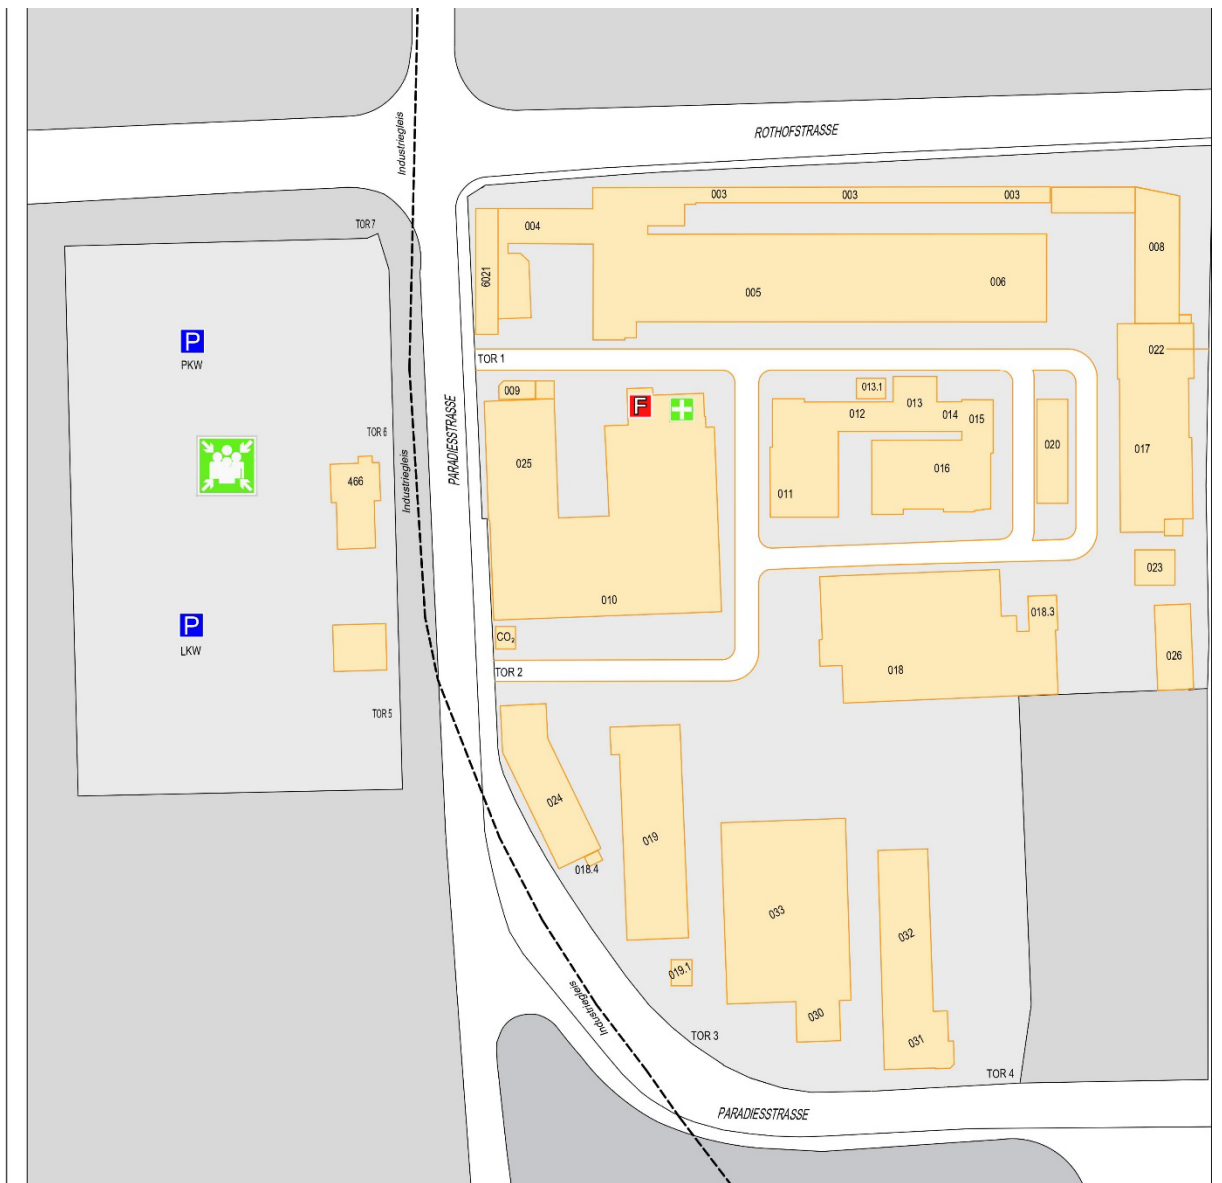 ROTHOFSTRASSE
Industriegleis
003
003
003
004
008
TOR 7
6021
005
006
P
PKW
TOR 1
022
009
F
013.1
012
013
014
015
020
017
PARADIESSTRASSE
TOR 6
Industriegleis
466
025
016
011
023
010
018.3
P
LKW
CO₂
TOR 2
018
026
TOR 5
024
019
018.4
033
032
019.1
Industriegleis
030
031
TOR 3
TOR 4
PARADIESSTRASSE